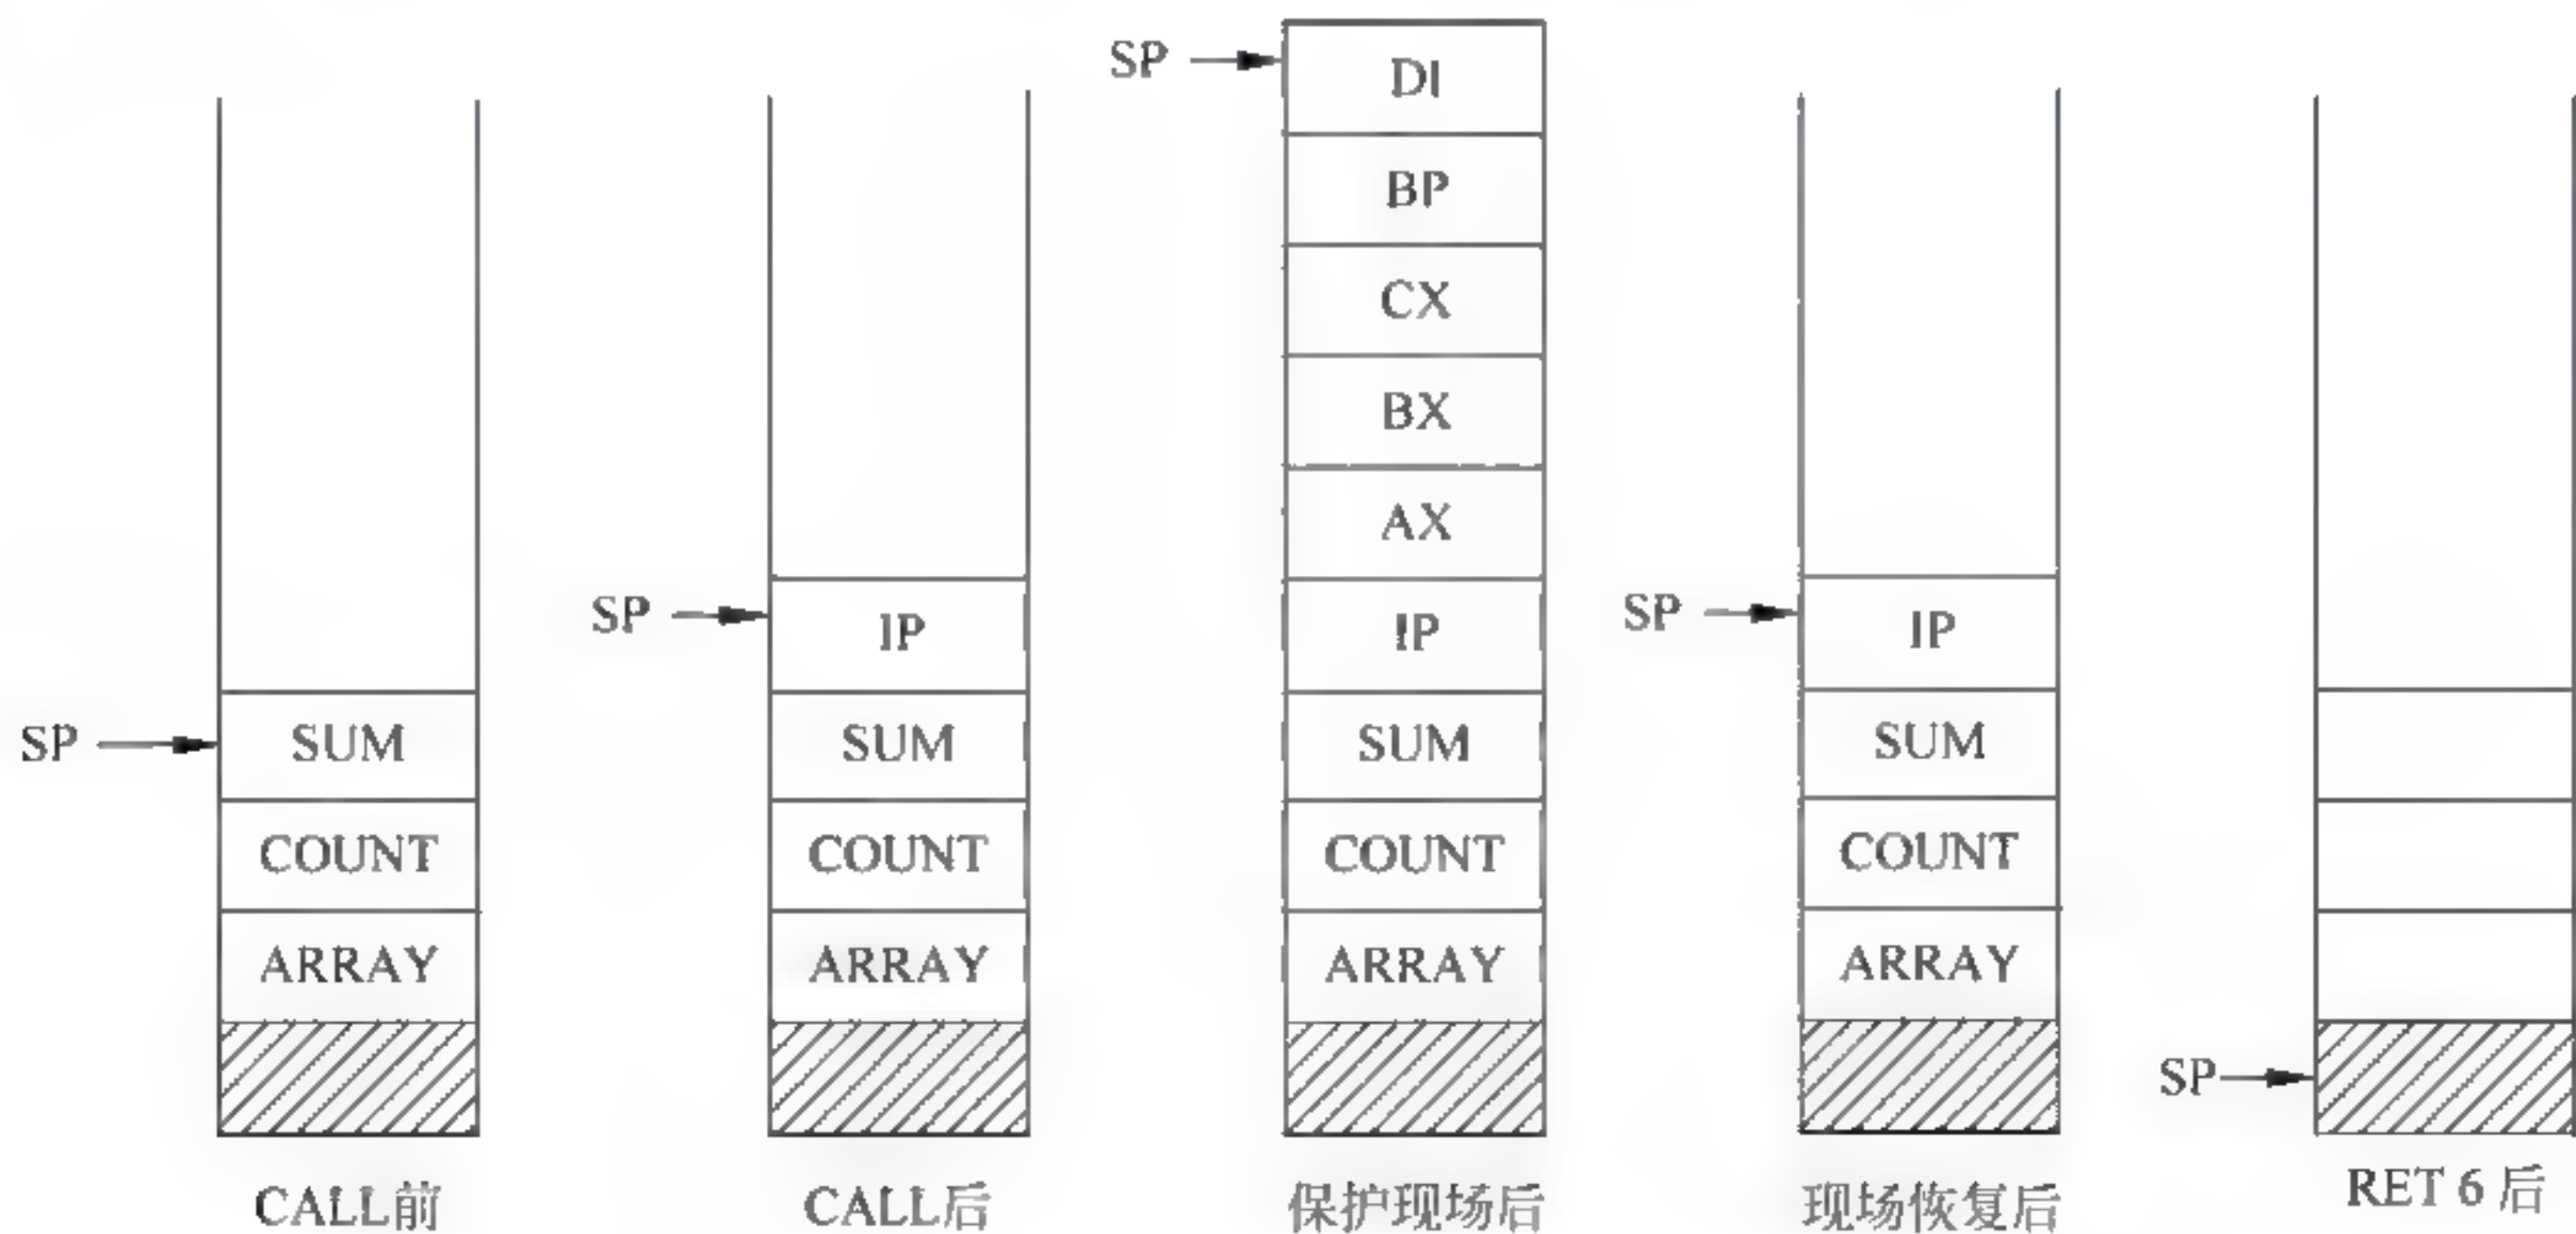 SP
SUM
COUNT
ARRAY
CALL前
SP
IP
SUM
COUNT
ARRAY
CALL后
SP
DI
BP
CX
BX
AX
IP
SUM
COUNT
ARRAY
保护现场后
SP
IP
SUM
COUNT
ARRAY
现场恢复后
SP
RET 6 后